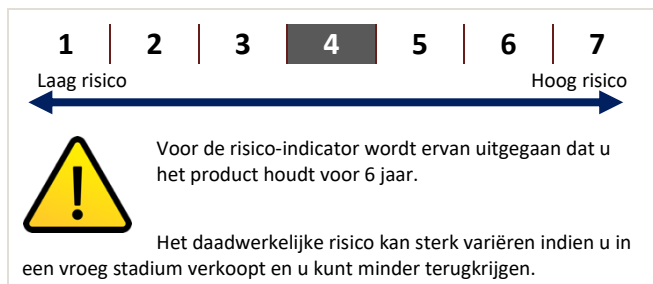 1 2 3 4 5 6 7
Laag risico Hoog risico
Voor de risico-indicator wordt ervan uitgegaan dat u
het product houdt voor 6 jaar.
Het daadwerkelijke risico kan sterk variëren indien u in
een vroeg stadium verkoopt en u kunt minder terugkrijgen.